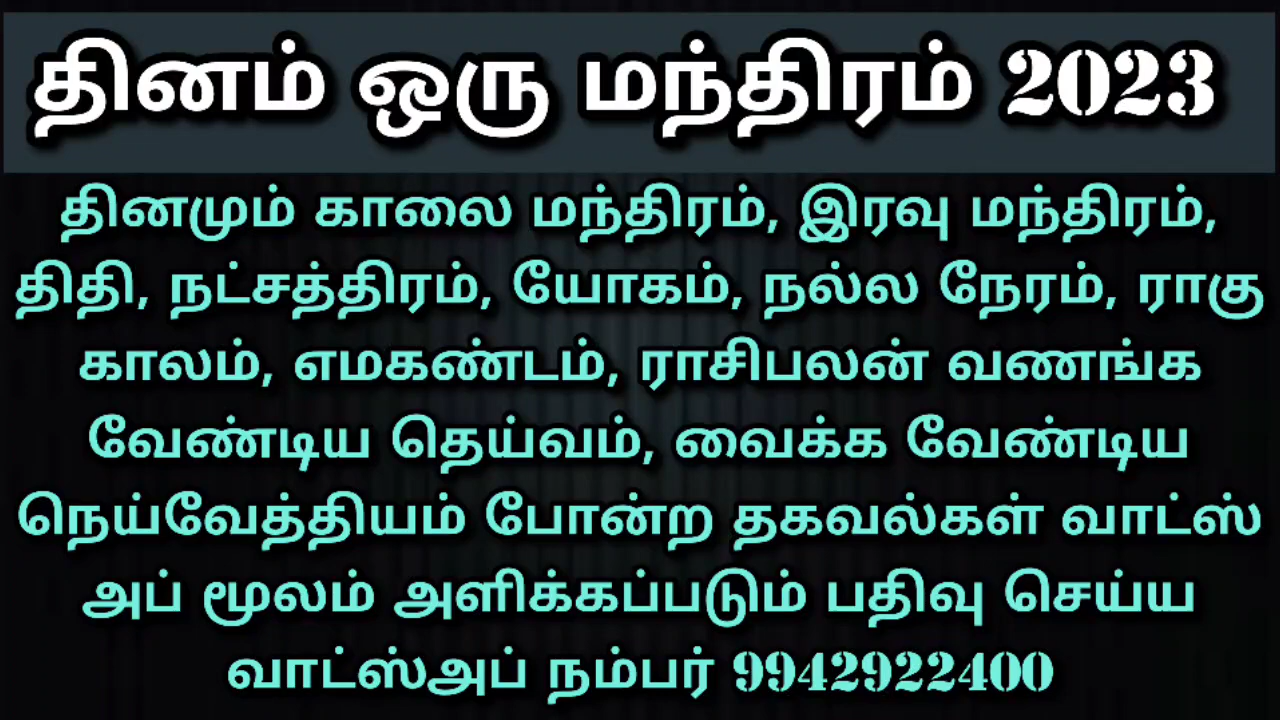 தினம் ஒரு மந்திரம் 2023
தினமும் காலை மந்திரம், இரவு மந்திரம்,
திதி, நட்சத்திரம், யோகம், நல்ல நேரம், ராகு
காலம், எமகண்டம், ராசிபலன் வணங்க
வேண்டிய தெய்வம், வைக்க வேண்டிய
நெய்வேத்தியம் போன்ற தகவல்கள் வாட்ஸ்
அப் மூலம் அளிக்கப்படும் பதிவு செய்ய
வாட்ஸ்அப் நம்பர் 9942922400